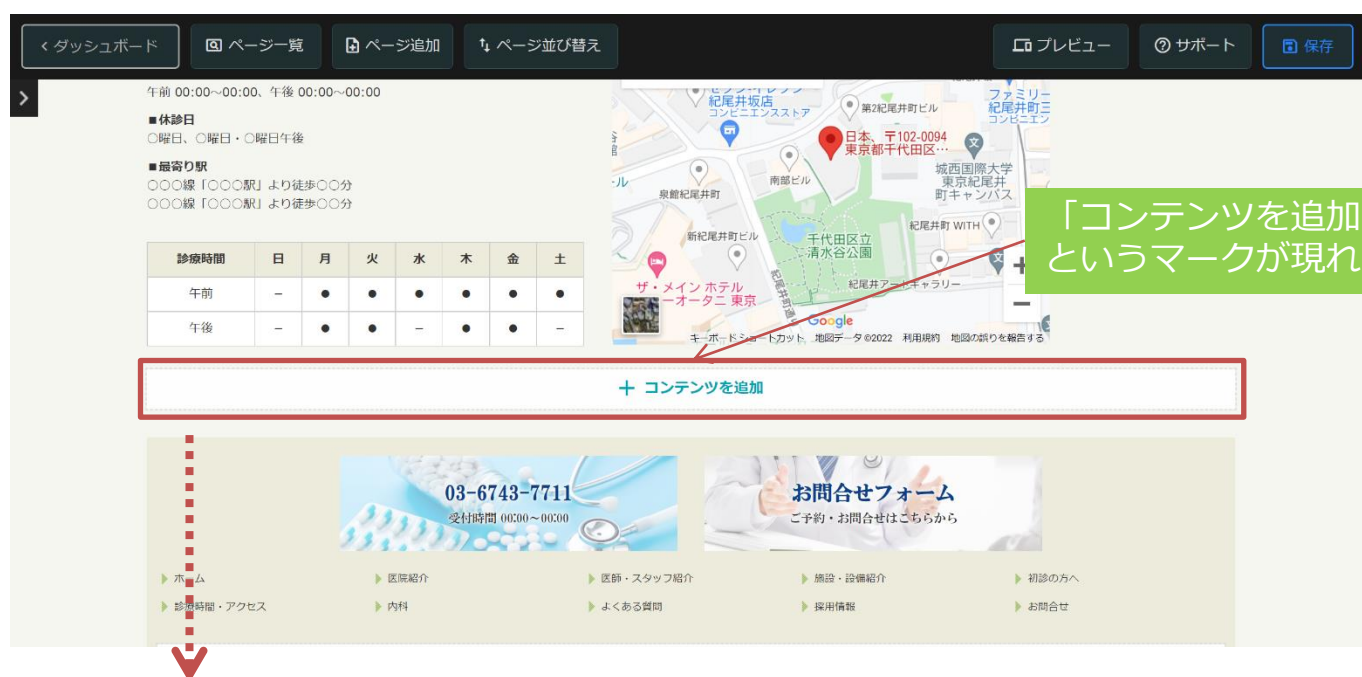 ダッシュボード
ページ一覧
ページ追加
ページ並び替え
プレビュー
サポート
保存
午前 00:00~00:00、午後 00:00~00:00
■休診日
○曜日、○曜日・○曜日午後
■最寄り駅
○○○線「○○○駅」より徒歩○○分
○○○線「○○○駅」より徒歩○○分
診療時間 日 月 火 水 木 金 土
午前 – ● ● ● ● ● ●
午後 – ● ● – ● ● –
紀尾井坂店
コンビニエンスストア
第2紀尾井町ビル
ファミリー
紀尾井町三
コンビニエン
日本、〒102-0094
東京都千代田区…
城西国際大学
東京紀尾井
町キャンパス
南部ビル
泉館紀尾井町
新紀尾井町ビル
千代田区立
清水谷公園
紀尾井町 WITH
ザ・メイン ホテル
ーオータニ 東京
紀尾井アートギャラリー
紀尾井町通り
Google
キーボード ショートカット
地図データ ©2022
利用規約
地図の誤りを報告する
「コンテンツを追加
というマークが現れ
＋ コンテンツを追加
03-6743-7711
受付時間 00:00~00:00
お問合せフォーム
ご予約・お問合せはこちらから
ホーム
医院紹介
医師・スタッフ紹介
施設・設備紹介
初診の方へ
診療時間・アクセス
内科
よくある質問
採用情報
お問合せ